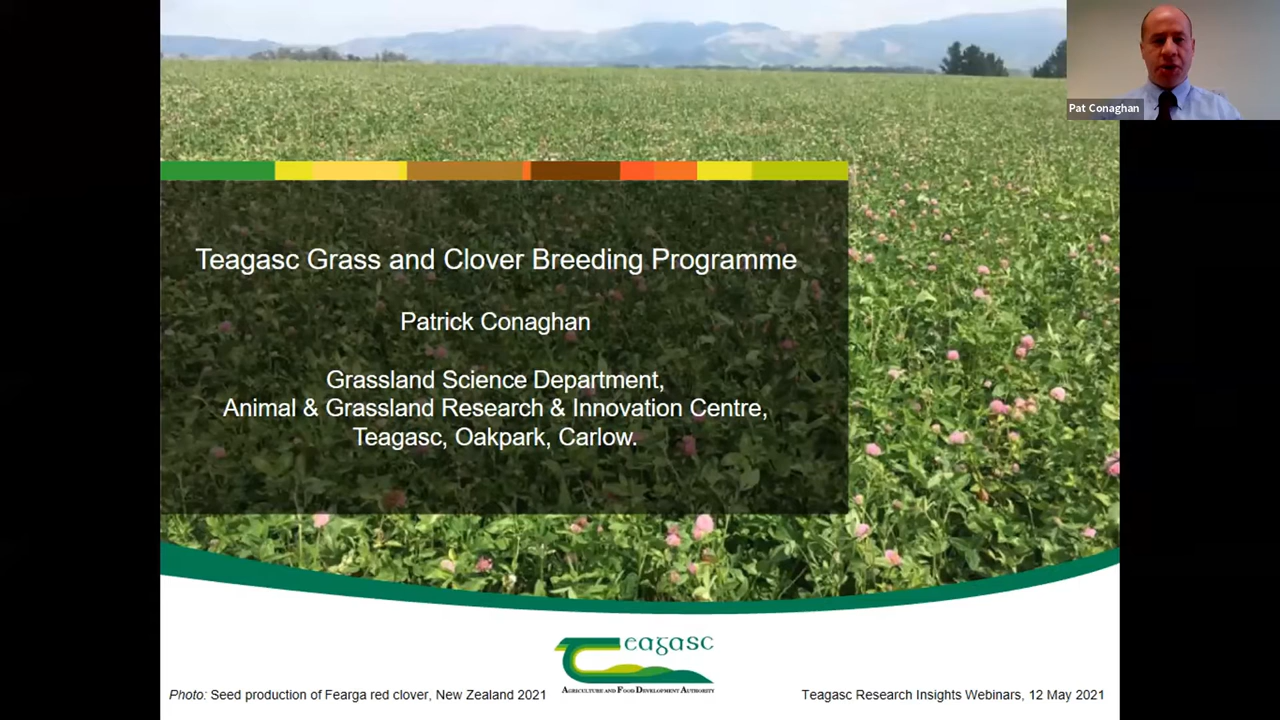 Pat Conaghan
Teagasc Grass and Clover Breeding Programme
Patrick Conaghan
Grassland Science Department,
Animal & Grassland Research & Innovation Centre,
Teagasc, Oakpark, Carlow.
Teagasc
Agriculture and Food Development Authority
Photo: Seed production of Fearga red clover, New Zealand 2021
Teagasc Research Insights Webinars, 12 May 2021